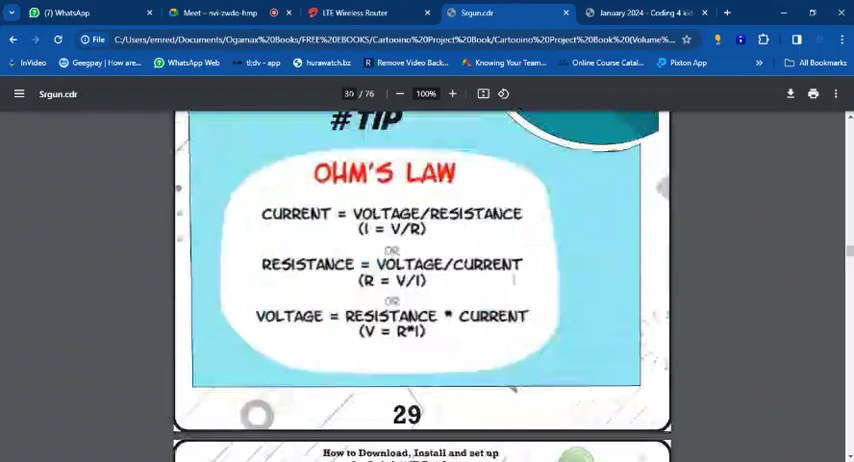 (7) WhatsApp
Meet – nvi-zwdo-hmp
LTE Wireless Router
Srgun.cdr
January 2024 - Coding 4 kid
File
C:/Users/emred/Documents/Ogamax%20Books/FREE%20EBOOKS/Cartooino%20Project%20Book/Cartooino%20Project%20Book%20(Volume%...
InVideo
Geegpay | How are...
WhatsApp Web
tl;dv - app
hurawatch.bz
Remove Video Back...
Knowing Your Team...
Online Course Catal...
Pixton App
»
All Bookmarks
Srgun.cdr
30 / 76
100%
#TIP
OHM'S LAW
CURRENT = VOLTAGE/RESISTANCE
(I = V/R)
OR
RESISTANCE = VOLTAGE/CURRENT
(R = V/I)
OR
VOLTAGE = RESISTANCE * CURRENT
(V = R*I)
29
How to Download, Install and set up